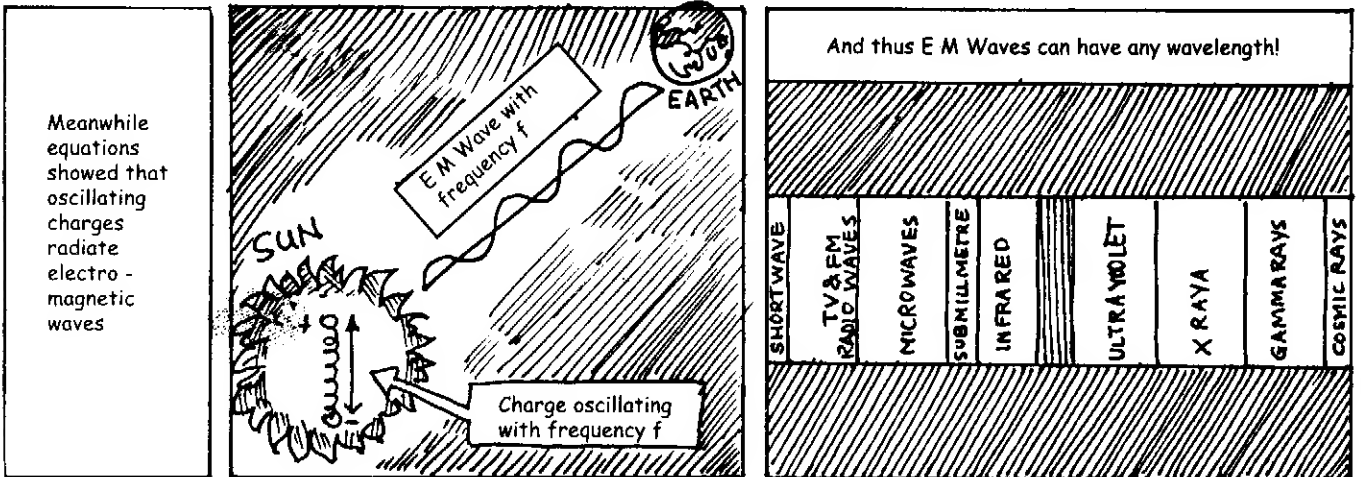 Meanwhile
equations
showed that
oscillating
charges
radiate
electro -
magnetic
waves
E M Wave with
frequency f
EARTH
SUN
+
-
Charge oscillating
with frequency f
And thus E M Waves can have any wavelength!
SHORTWAVE
TV & FM
RADIO WAVES
MICROWAVES
SUBMILLMETRE
INFRARED
ULTRAVIOLET
X RAYA
GAMMARAYS
COSMIC RAYS